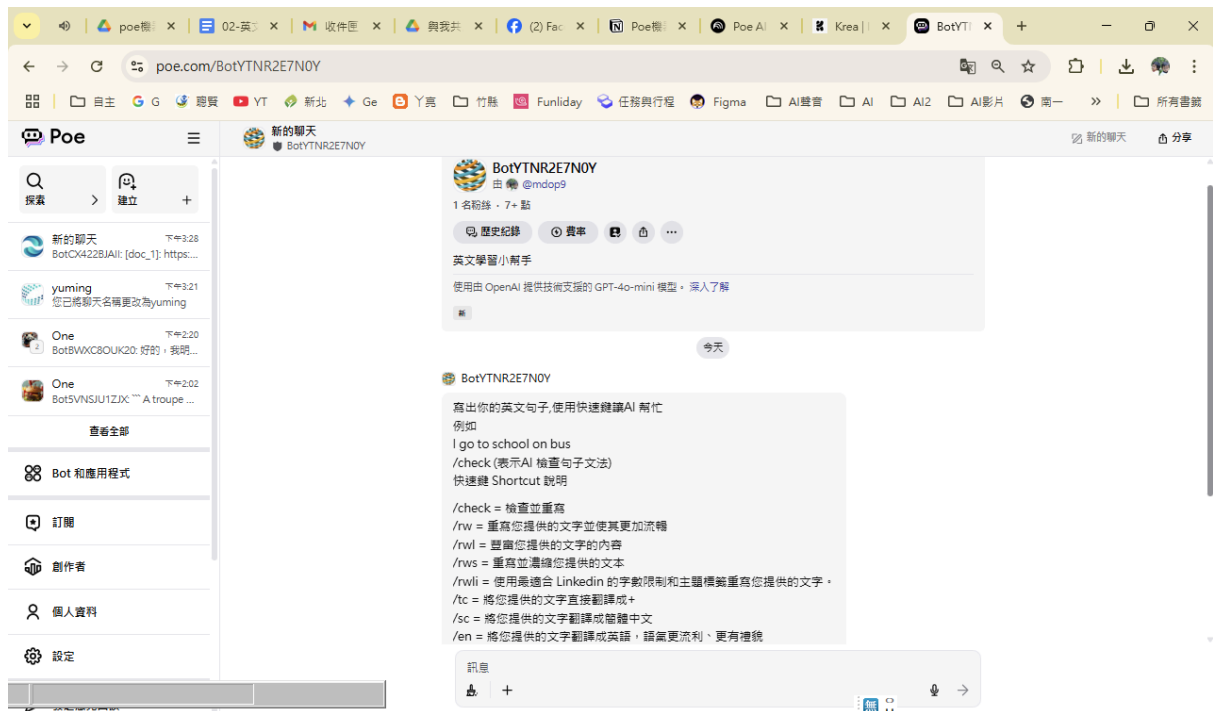 poe機
02-英文
收件匣
與我共
(2) Fac
Poe機
Poe AI
Krea |
BotYT
poe.com/BotYTNR2E7N0Y
自主
G
聰賢
YT
新北
Ge
丫亮
竹縣
Funliday
任務與行程
Figma
AI聲音
AI
AI2
AI影片
南一
所有書籤
Poe
新的聊天
BotYTNR2E7N0Y
新的聊天
分享
探索
建立
新的聊天 下午3:28
BotCX422BJAII: [doc_1]: https:...
yuming 下午3:21
您已將聊天名稱更改為yuming
One 下午2:20
2
BotBWXC8OUK20: 好的，我明...
One 下午2:02
Bot5VNSJU1ZJX: ``` A troupe ...
查看全部
Bot 和應用程式
訂閱
創作者
個人資料
設定
BotYTNR2E7N0Y
由 @mdop9
1 名粉絲 · 7+ 點
歷史紀錄 費率
英文學習小幫手
使用由 OpenAI 提供技術支援的 GPT-4o-mini 模型。 深入了解
新
今天
BotYTNR2E7N0Y
寫出你的英文句子,使用快速鍵讓AI 幫忙
例如
I go to school on bus
/check (表示AI 檢查句子文法)
快速鍵 Shortcut 說明
/check = 檢查並重寫
/rw = 重寫您提供的文字並使其更加流暢
/rwl = 豐富您提供的文字的內容
/rws = 重寫並濃縮您提供的文本
/rwli = 使用最適合 Linkedin 的字數限制和主題標籤重寫您提供的文字。
/tc = 將您提供的文字直接翻譯成+
/sc = 將您提供的文字翻譯成簡體中文
/en = 將您提供的文字翻譯成英語，語氣更流利、更有禮貌
訊息
無